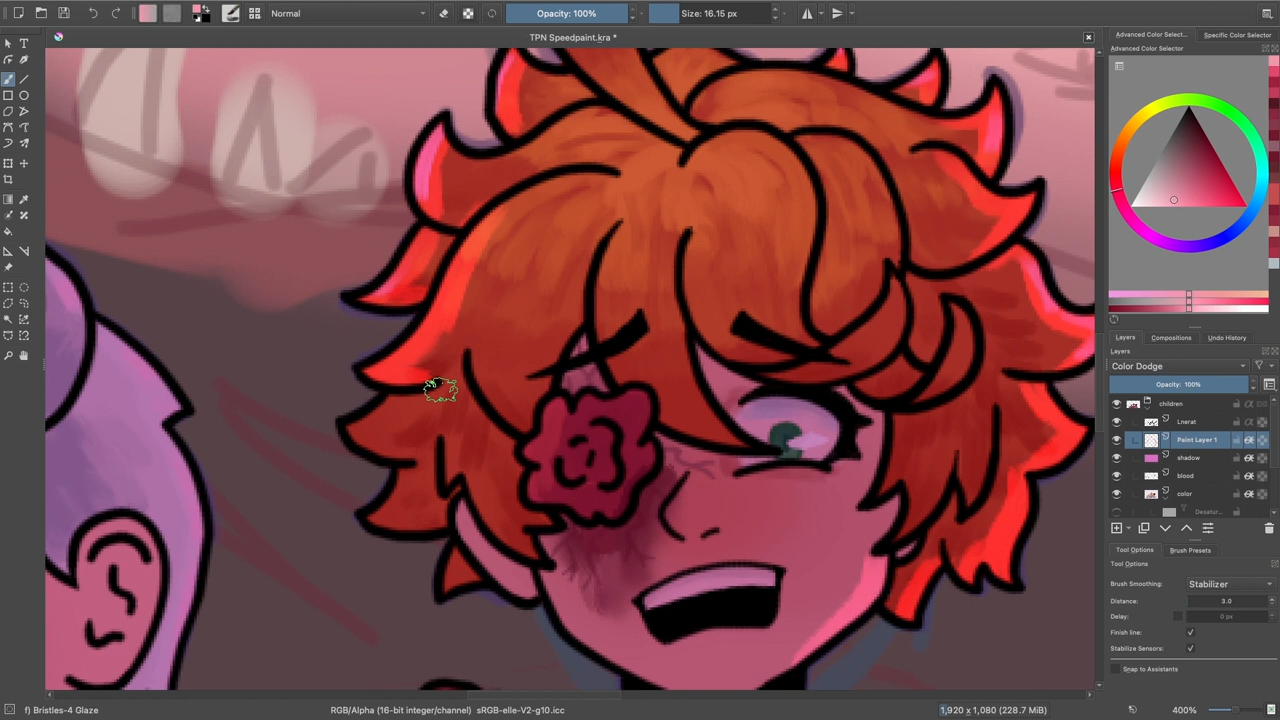 Normal
Opacity: 100%
Size: 16.15 px
TPN Speedpaint.kra *
Advanced Color Select...
Specific Color Selector
Advanced Color Selector
Layers
Compositions
Undo History
Layers
Color Dodge
Opacity: 100%
children
Lnerat
Paint Layer 1
shadow
blood
color
Desatur...
Tool Options
Brush Presets
Tool Options
Brush Smoothing:
Stabilizer
Distance:
3.0
Delay:
0 px
Finish line:
Stabilize Sensors:
Snap to Assistants
f) Bristles-4 Glaze
RGB/Alpha (16-bit integer/channel) sRGB-elle-V2-g10.icc
1,920 x 1,080 (228.7 MiB)
400%